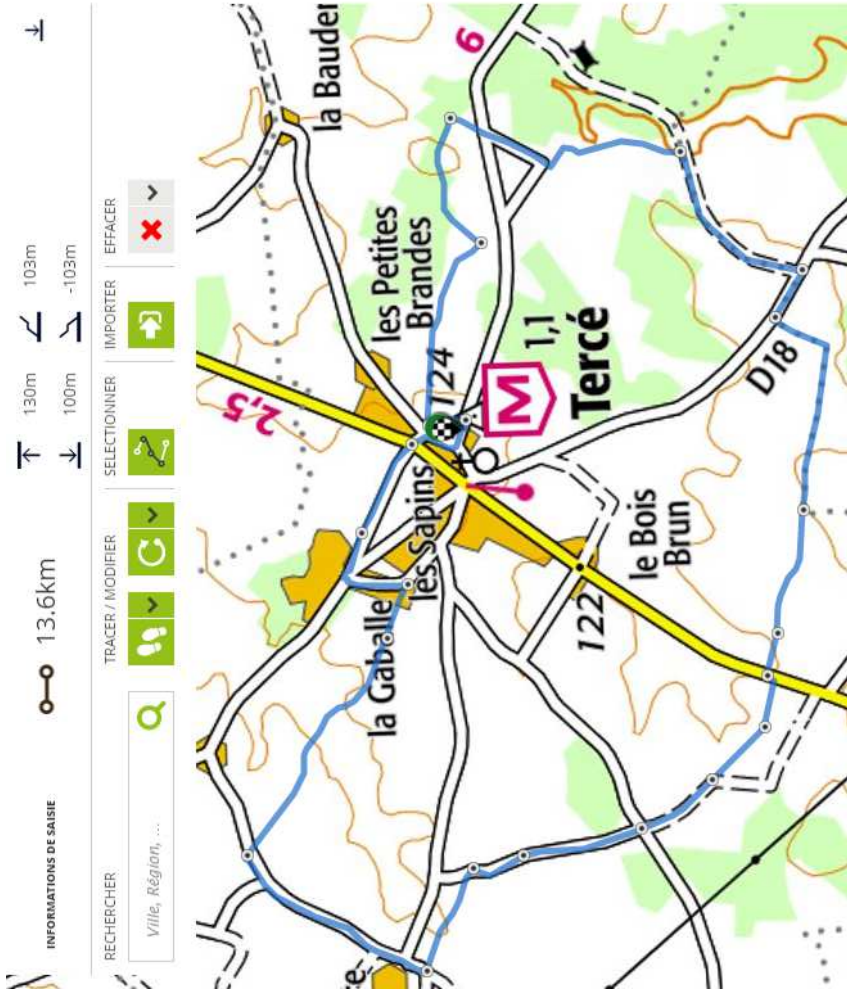 INFORMATIONS DE SAISIE
13.6km
130m
103m
100m
-103m
RECHERCHER
TRACER / MODIFIER
SELECTIONNER
IMPORTER
EFFACER
Ville, Région, ...
2,5
les Petites
Brandes
la Bauder
124
6
la Gaballe
les Sapins
M
1,1
Tercé
122
le Bois
Brun
D18